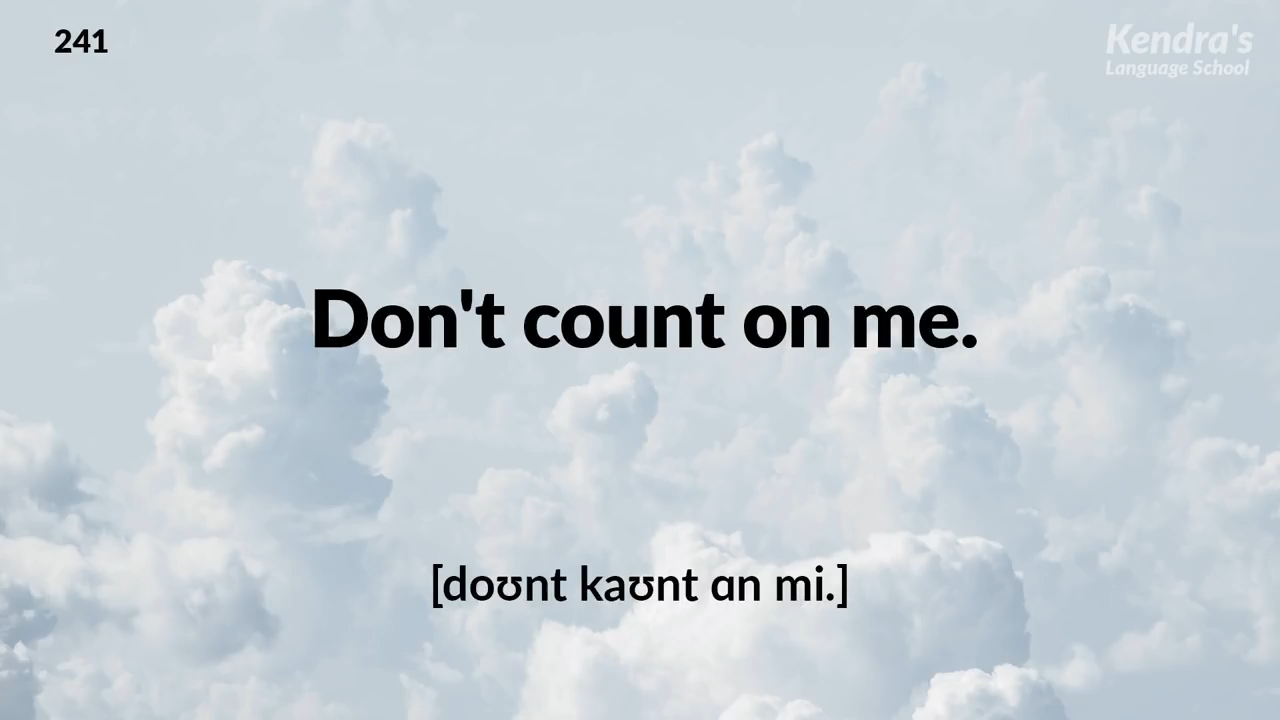 241
Kendra's
Language School
Don't count on me.
[doʊnt kaʊnt ɑn mi.]